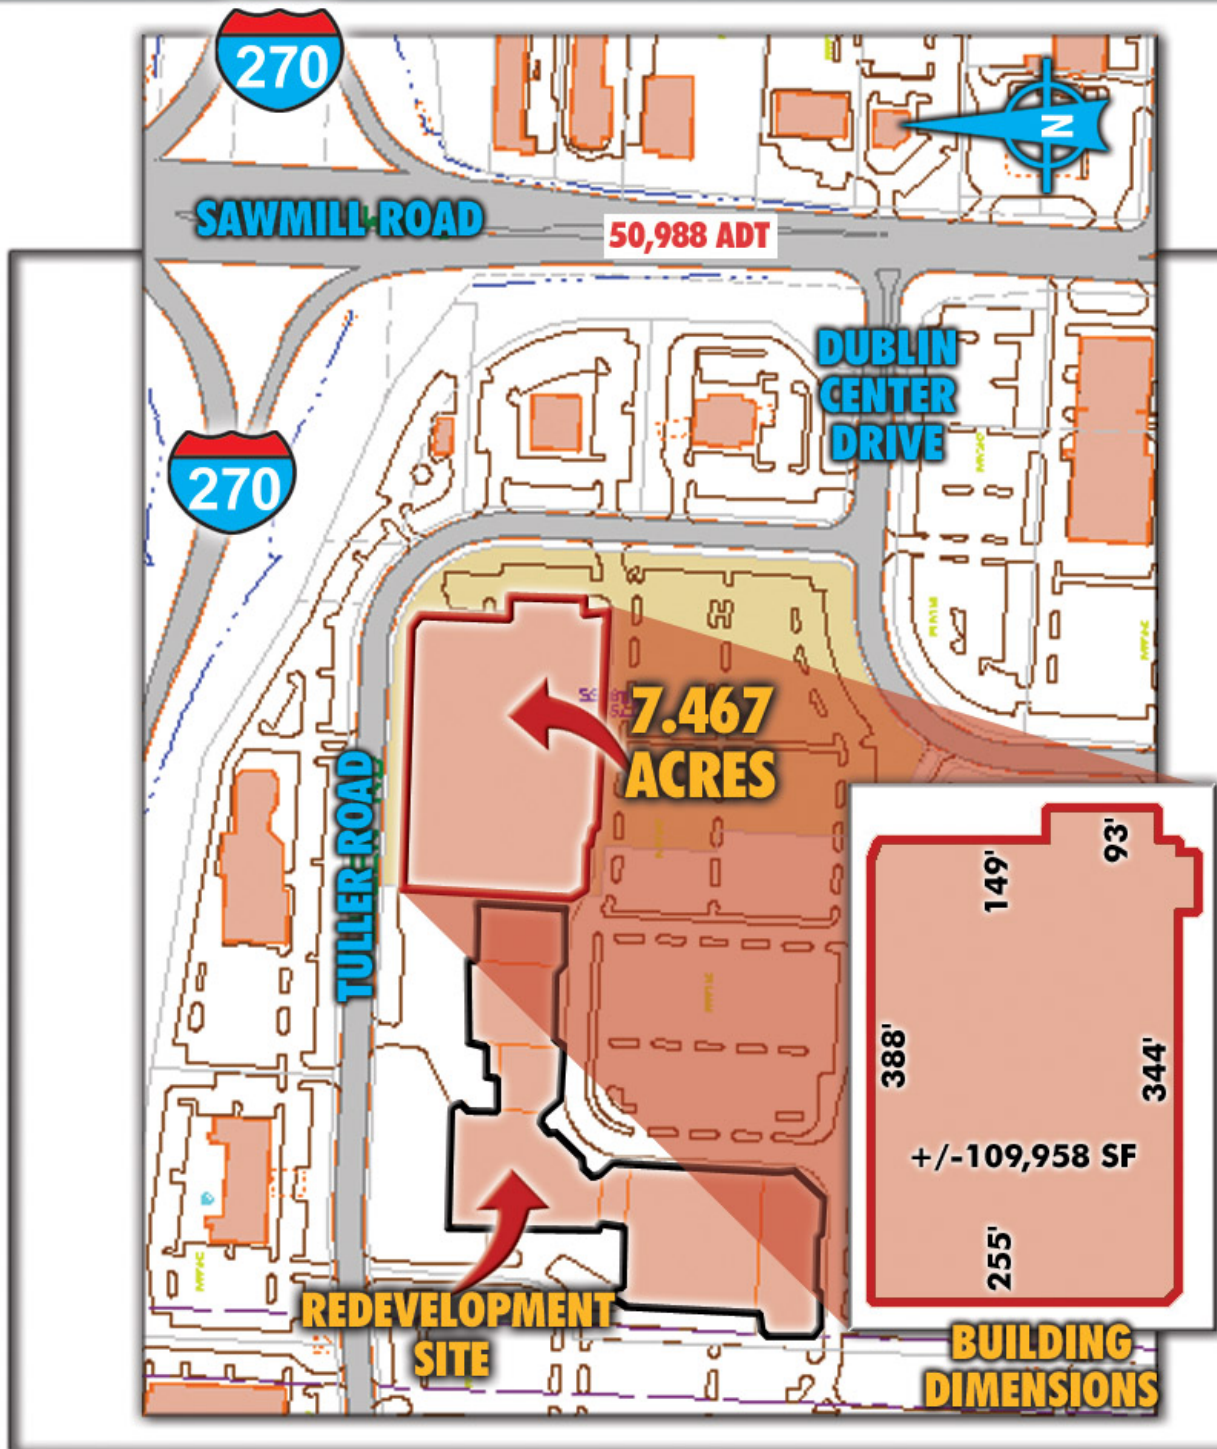 270
N
SAWMILL ROAD
50,988 ADT
DUBLIN
CENTER
DRIVE
270
7.467
ACRES
TULLER ROAD
93'
149'
388'
344'
+/-109,958 SF
255'
REDEVELOPMENT
SITE
BUILDING
DIMENSIONS